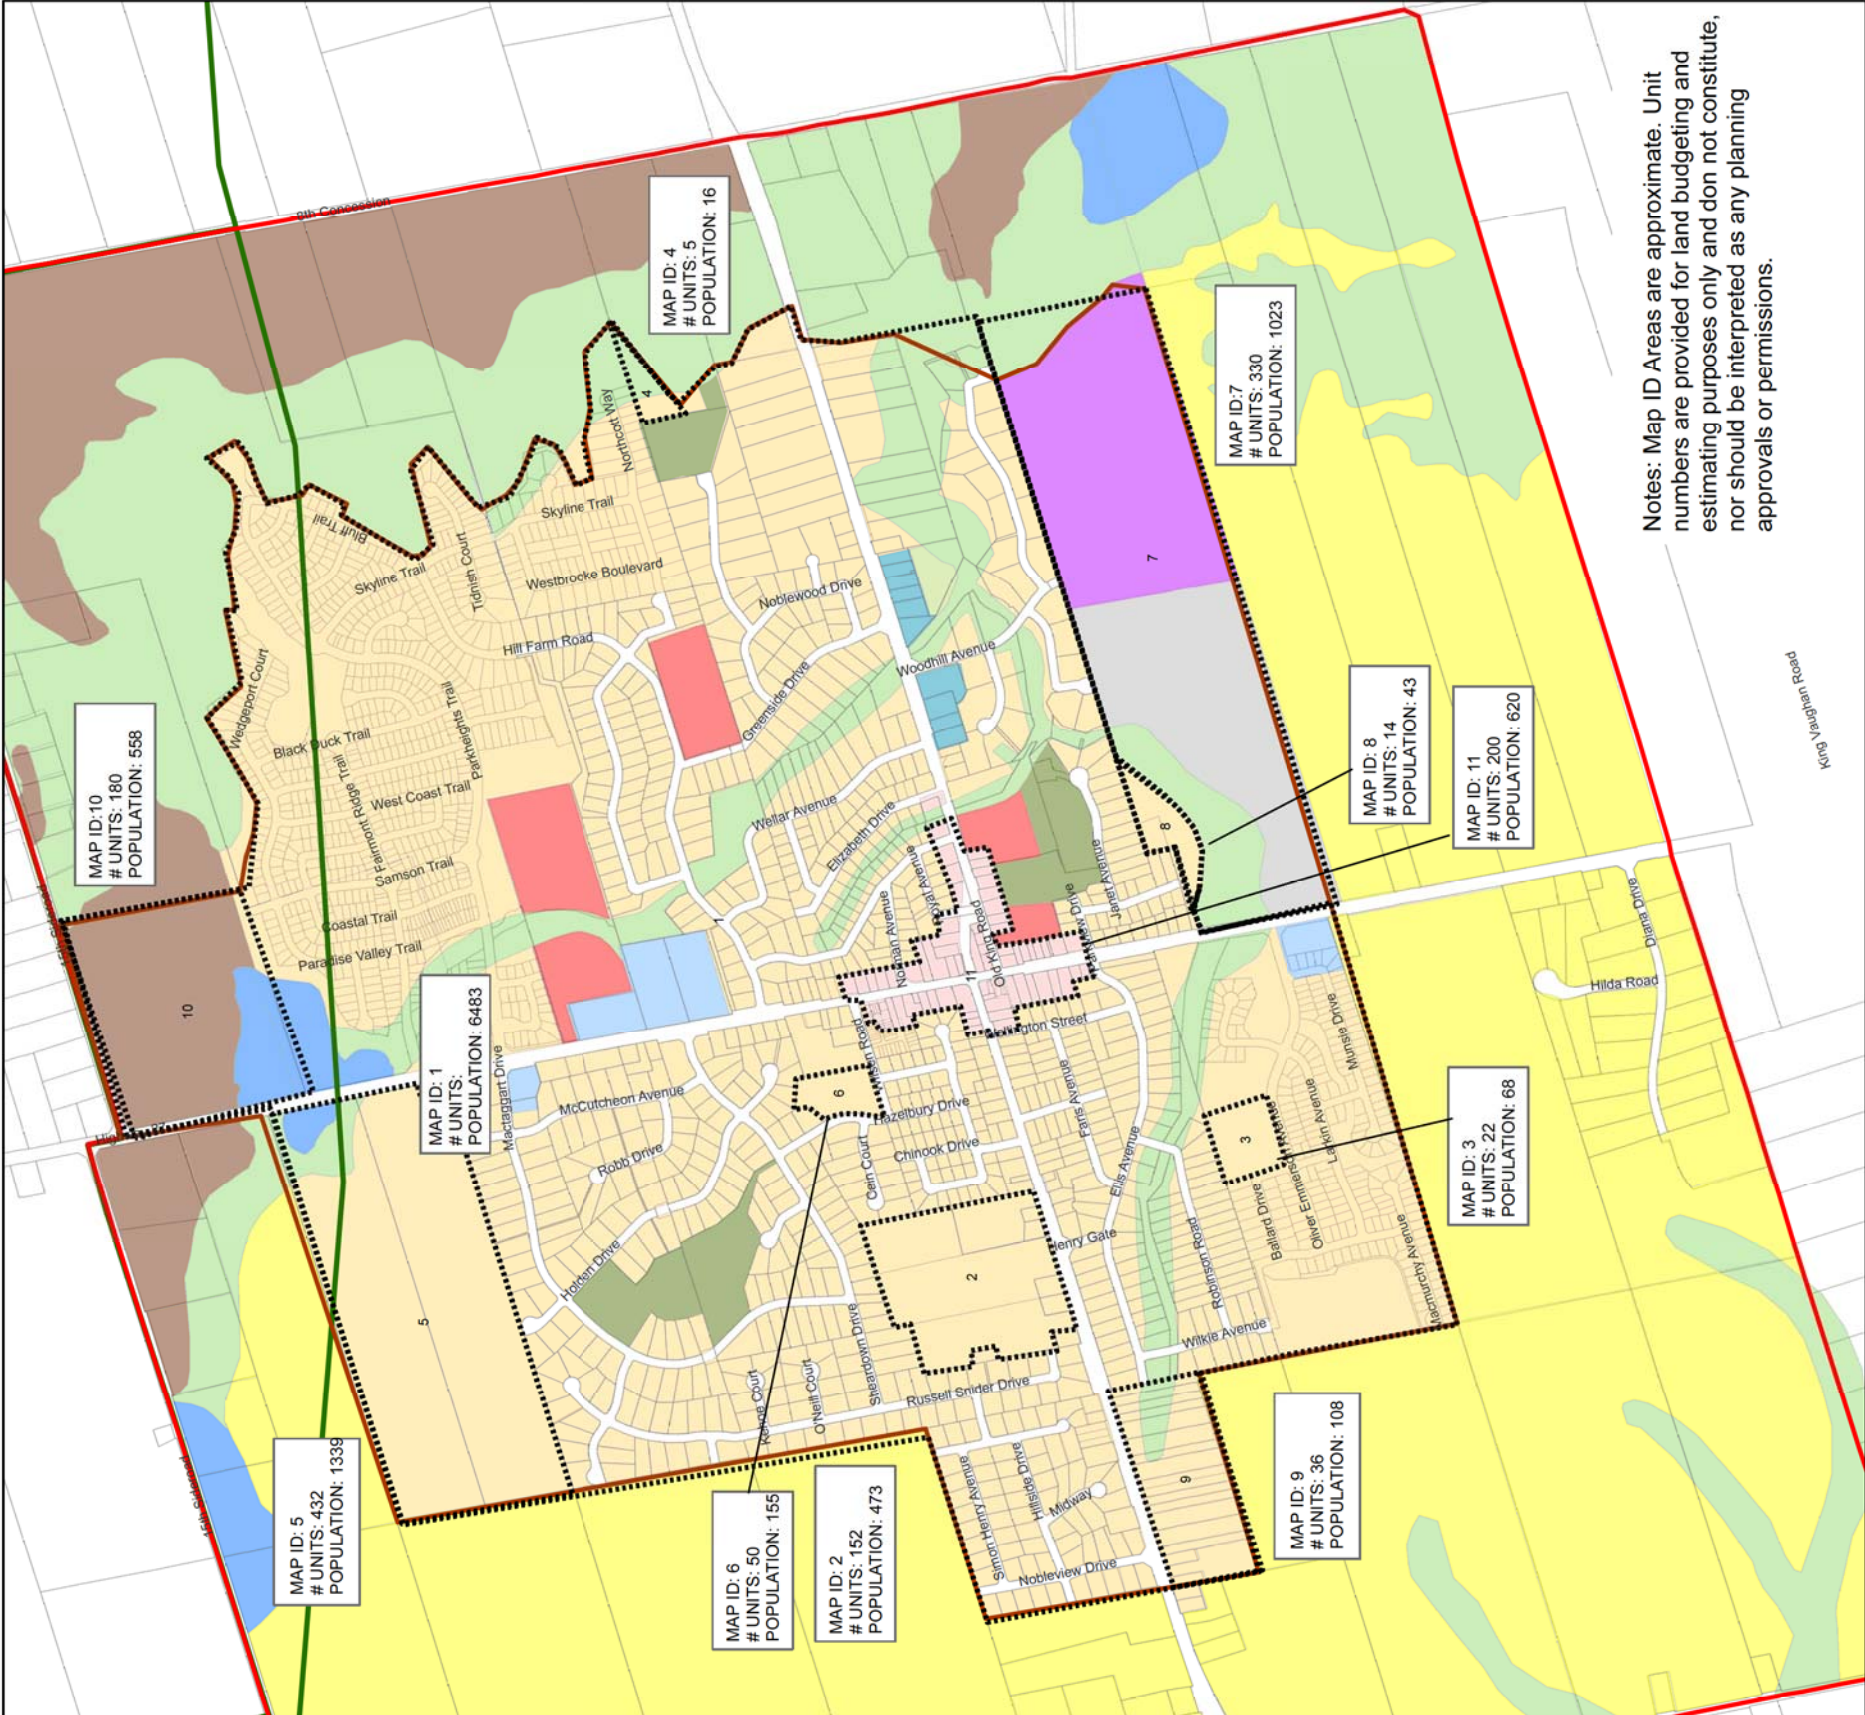 Notes: Map ID Areas are approximate. Unit
numbers are provided for land budgeting and
estimating purposes only and don not constitute,
nor should be interpreted as any planning
approvals or permissions.
MAP ID:10
# UNITS: 180
POPULATION: 558
MAP ID: 4
# UNITS: 5
POPULATION: 16
MAP ID: 1
# UNITS:
POPULATION: 6483
MAP ID:7
# UNITS: 330
POPULATION: 1023
MAP ID: 8
# UNITS: 14
POPULATION: 43
MAP ID: 11
# UNITS: 200
POPULATION: 620
MAP ID: 3
# UNITS: 22
POPULATION: 68
MAP ID: 5
# UNITS: 432
POPULATION: 1339
MAP ID: 6
# UNITS: 50
POPULATION: 155
MAP ID: 2
# UNITS: 152
POPULATION: 473
MAP ID: 9
# UNITS: 36
POPULATION: 108
8th Concession
15th Sideroad
Northcott Way
Skyline Trail
Bluff Trail
Skyline Trail
Tidnish Court
Westbrooke Boulevard
Noblewood Drive
Hill Farm Road
Wedgeport Court
Black Duck Trail
Fairmont Ridge Trail
Parkheights Trail
West Coast Trail
Samson Trail
Coastal Trail
Paradise Valley Trail
Greenside Drive
Woodhill Avenue
Wellar Avenue
Elizabeth Drive
Royal Avenue
Norman Avenue
Old King Road
Janet Avenue
Wellington Street
Wilson Road
Mactaggart Drive
McCutcheon Avenue
Robb Drive
Hazelbury Drive
Chinook Drive
Cain Court
Faris Avenue
Ellis Avenue
Holden Drive
Henry Gate
Robinson Road
Ballard Drive
Oliver Emmerson Avenue
Larkin Avenue
Munsie Drive
Macmurchy Avenue
Wilkie Avenue
Sheardown Drive
Russell Snider Drive
O'Neill Court
Simon Henry Avenue
Hillside Drive
Midway
Nobleview Drive
Hilda Road
Diana Drive
King Vaughan Road
1
2
3
4
5
6
7
8
9
10
11